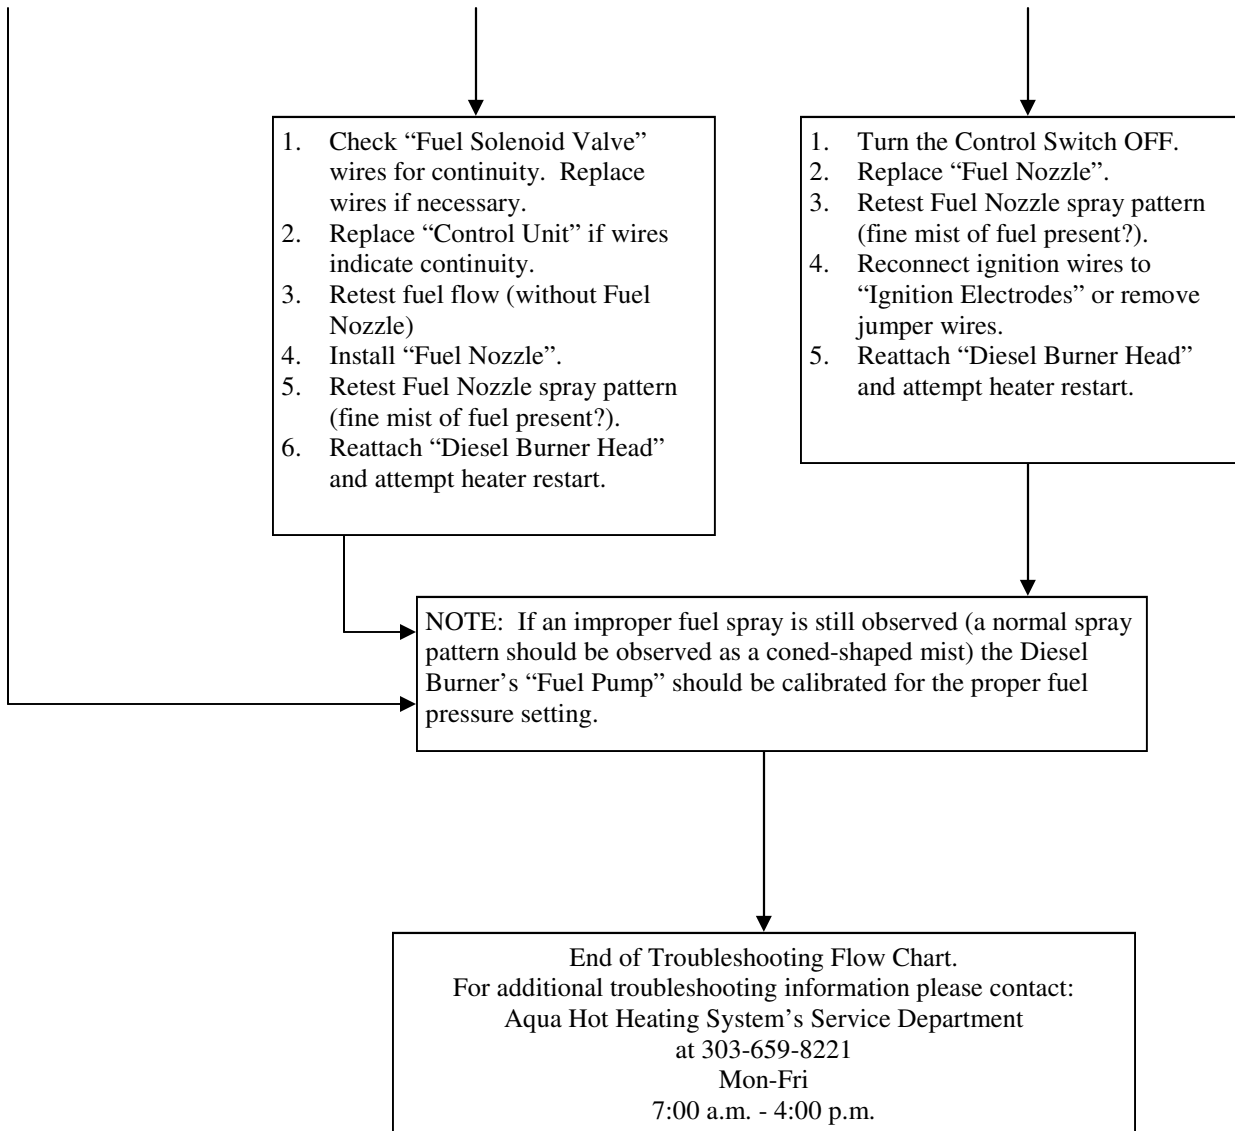 1. Check “Fuel Solenoid Valve”
wires for continuity.  Replace
wires if necessary.
2. Replace “Control Unit” if wires
indicate continuity.
3. Retest fuel flow (without Fuel
Nozzle)
4. Install “Fuel Nozzle”.
5. Retest Fuel Nozzle spray pattern
(fine mist of fuel present?).
6. Reattach “Diesel Burner Head”
and attempt heater restart.
1. Turn the Control Switch OFF.
2. Replace “Fuel Nozzle”.
3. Retest Fuel Nozzle spray pattern
(fine mist of fuel present?).
4. Reconnect ignition wires to
“Ignition Electrodes” or remove
jumper wires.
5. Reattach “Diesel Burner Head”
and attempt heater restart.
NOTE:  If an improper fuel spray is still observed (a normal spray
pattern should be observed as a coned-shaped mist) the Diesel
Burner’s “Fuel Pump” should be calibrated for the proper fuel
pressure setting.
End of Troubleshooting Flow Chart.
For additional troubleshooting information please contact:
Aqua Hot Heating System’s Service Department
at 303-659-8221
Mon-Fri
7:00 a.m. - 4:00 p.m.